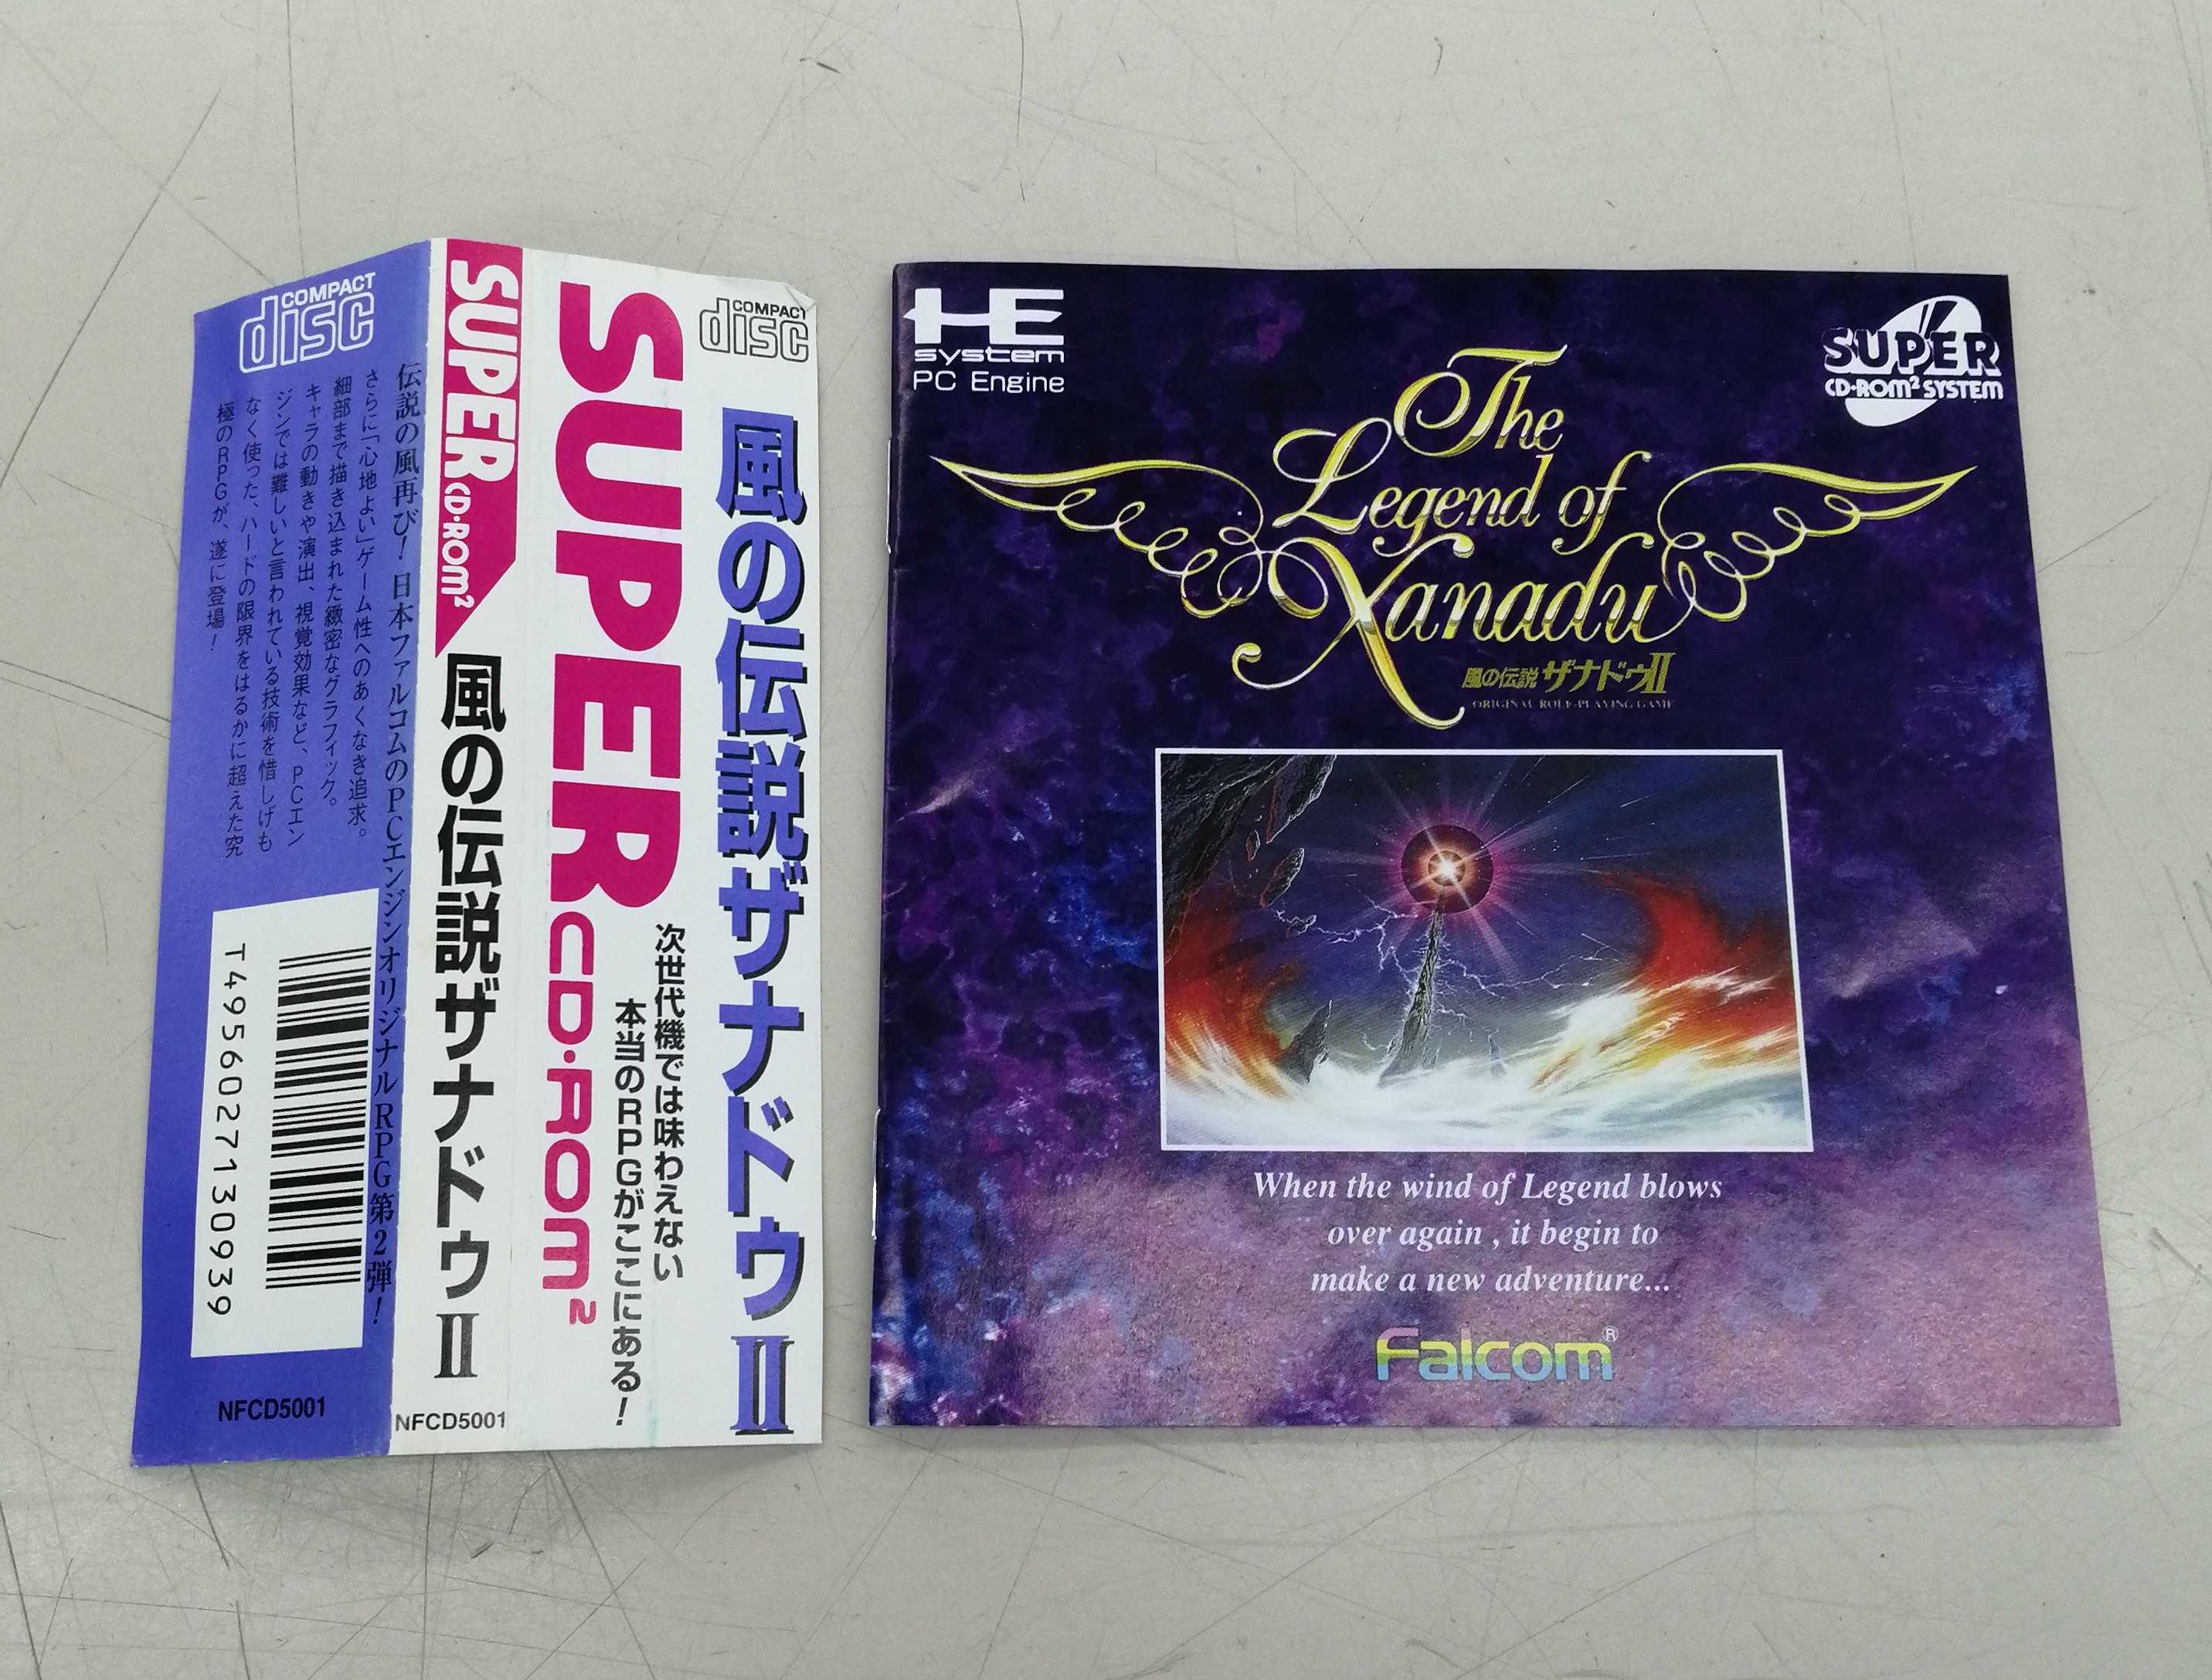 COMPACT
disc
伝説の風再び！ 日本ファルコムのPCエンジンオリジナルRPG第2弾！
さらに「心地よい」ゲーム性へのあくなき追求。
細部まで描き込まれた緻密なグラフィック。
キャラの動きや演出、視覚効果など、PCエン
ジンでは難しいと言われている技術を惜しげも
なく使った、ハードの限界をはるかに超えた究
極のRPGが、遂に登場！
T4956027130939
NFCD5001
SUPER CD・ROM²
風の伝説ザナドゥⅡ
NFCD5001
COMPACT
disc
風の伝説ザナドゥⅡ
次世代機では味わえない
本当のRPGがここにある！
SUPER CD・ROM²
HE
system
PC Engine
SUPER
CD・ROM² SYSTEM
The
Legend of
Xanadu
風の伝説 ザナドゥⅡ
ORIGINAL ROLE-PLAYING GAME
When the wind of Legend blows
over again , it begin to
make a new adventure...
Falcom®